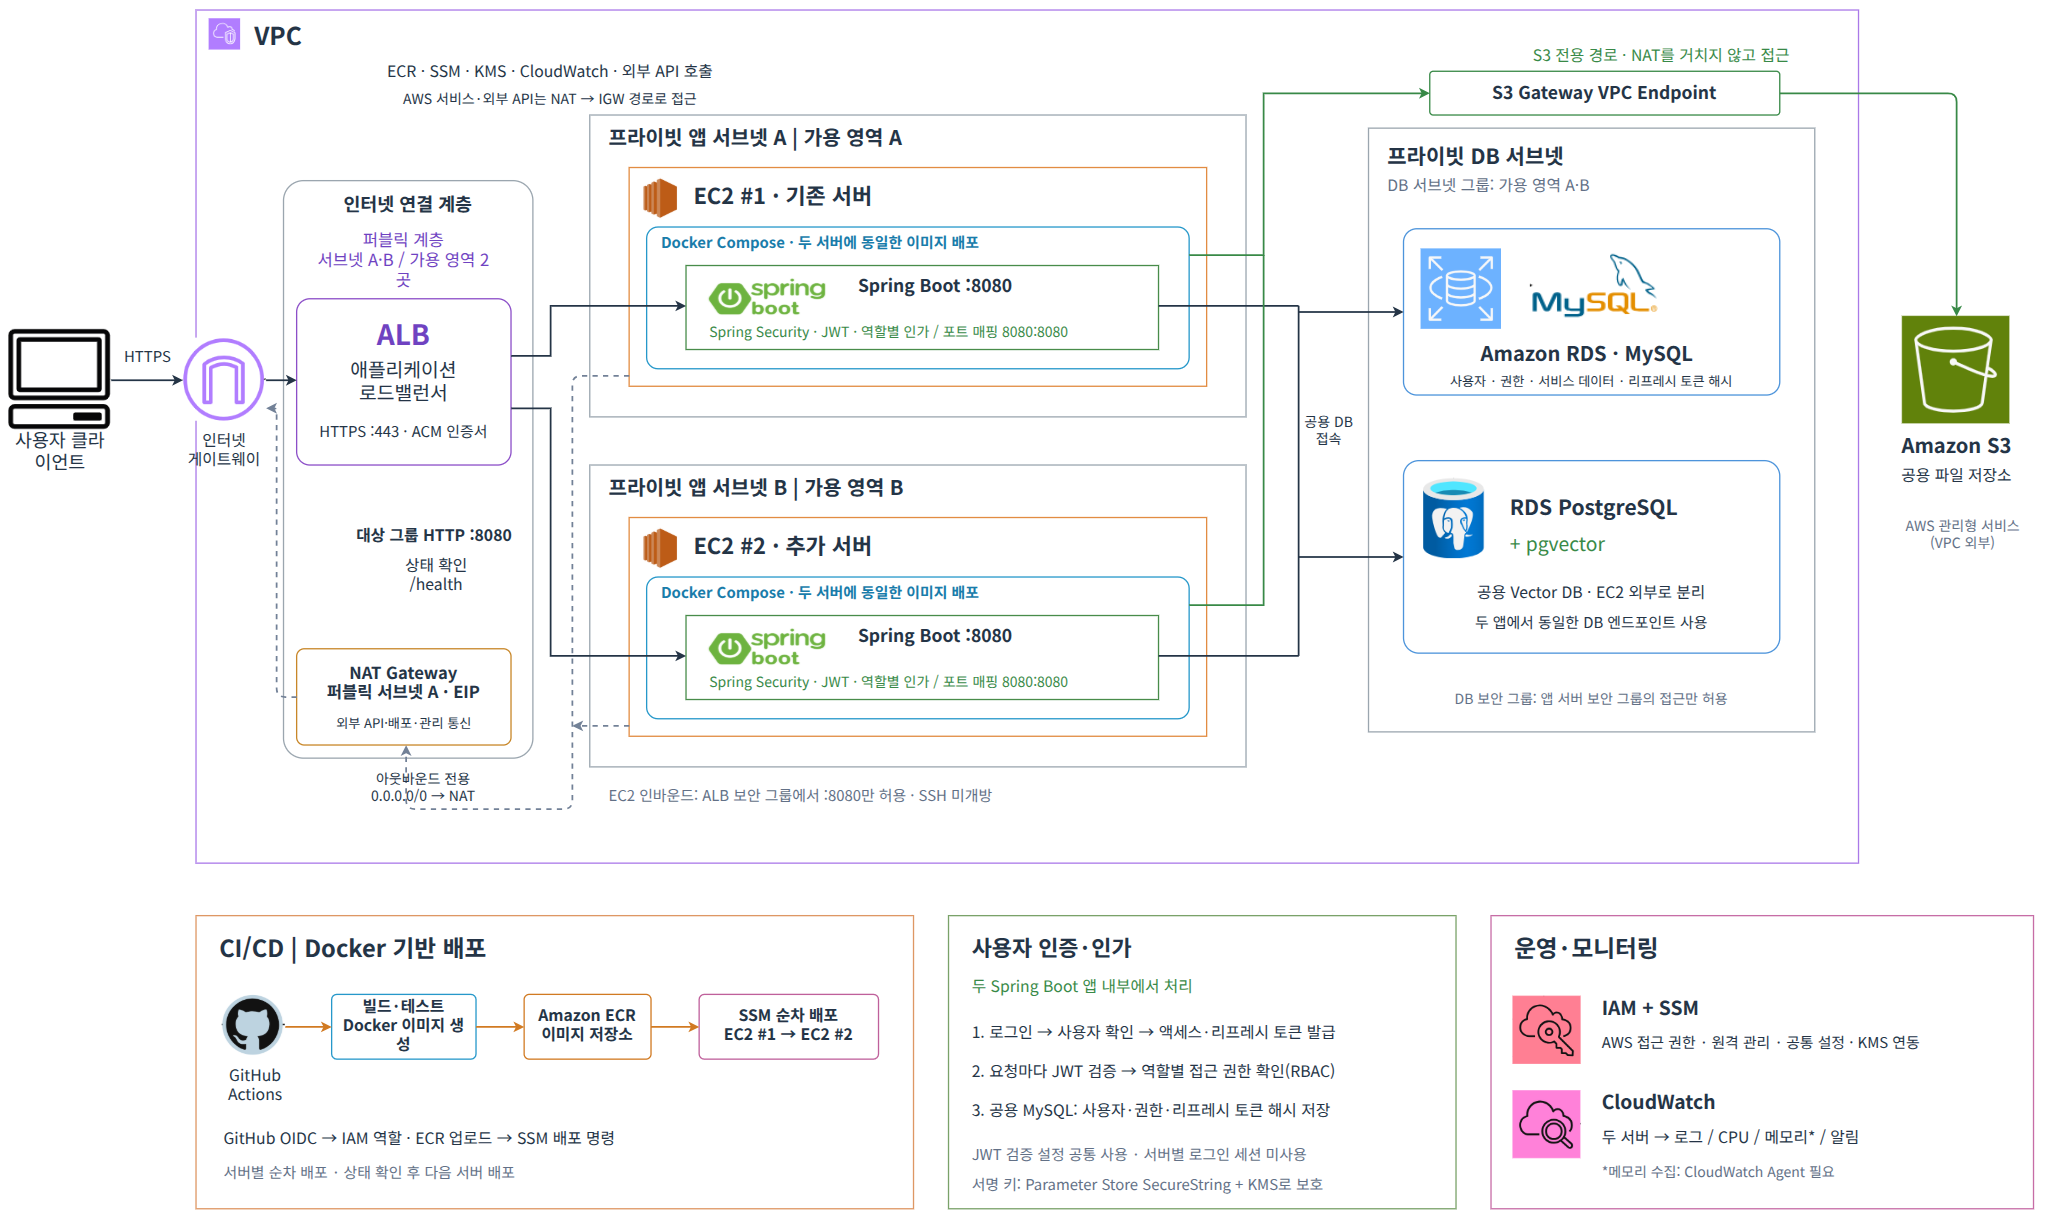 VPC
ECR · SSM · KMS · CloudWatch · 외부 API 호출
AWS 서비스·외부 API는 NAT → IGW 경로로 접근
S3 전용 경로 · NAT를 거치지 않고 접근
S3 Gateway VPC Endpoint
사용자 클라
이언트
HTTPS
인터넷
게이트웨이
인터넷 연결 계층
퍼블릭 계층
서브넷 A·B / 가용 영역 2
곳
ALB
애플리케이션
로드밸런서
HTTPS :443 · ACM 인증서
대상 그룹 HTTP :8080
상태 확인
/health
NAT Gateway
퍼블릭 서브넷 A · EIP
외부 API·배포·관리 통신
아웃바운드 전용
0.0.0.0/0 → NAT
프라이빗 앱 서브넷 A | 가용 영역 A
EC2 #1 · 기존 서버
Docker Compose · 두 서버에 동일한 이미지 배포
spring
boot
Spring Boot :8080
Spring Security · JWT · 역할별 인가 / 포트 매핑 8080:8080
프라이빗 앱 서브넷 B | 가용 영역 B
EC2 #2 · 추가 서버
Docker Compose · 두 서버에 동일한 이미지 배포
spring
boot
Spring Boot :8080
Spring Security · JWT · 역할별 인가 / 포트 매핑 8080:8080
EC2 인바운드: ALB 보안 그룹에서 :8080만 허용 · SSH 미개방
공용 DB
접속
프라이빗 DB 서브넷
DB 서브넷 그룹: 가용 영역 A·B
MySQL®
Amazon RDS · MySQL
사용자 · 권한 · 서비스 데이터 · 리프레시 토큰 해시
RDS PostgreSQL
+ pgvector
공용 Vector DB · EC2 외부로 분리
두 앱에서 동일한 DB 엔드포인트 사용
DB 보안 그룹: 앱 서버 보안 그룹의 접근만 허용
Amazon S3
공용 파일 저장소
AWS 관리형 서비스
(VPC 외부)
CI/CD | Docker 기반 배포
GitHub
Actions
빌드·테스트
Docker 이미지 생
성
Amazon ECR
이미지 저장소
SSM 순차 배포
EC2 #1 → EC2 #2
GitHub OIDC → IAM 역할 · ECR 업로드 → SSM 배포 명령
서버별 순차 배포 · 상태 확인 후 다음 서버 배포
사용자 인증·인가
두 Spring Boot 앱 내부에서 처리
1. 로그인 → 사용자 확인 → 액세스·리프레시 토큰 발급
2. 요청마다 JWT 검증 → 역할별 접근 권한 확인(RBAC)
3. 공용 MySQL: 사용자·권한·리프레시 토큰 해시 저장
JWT 검증 설정 공통 사용 · 서버별 로그인 세션 미사용
서명 키: Parameter Store SecureString + KMS로 보호
운영·모니터링
IAM + SSM
AWS 접근 권한 · 원격 관리 · 공통 설정 · KMS 연동
CloudWatch
두 서버 → 로그 / CPU / 메모리* / 알림
*메모리 수집: CloudWatch Agent 필요